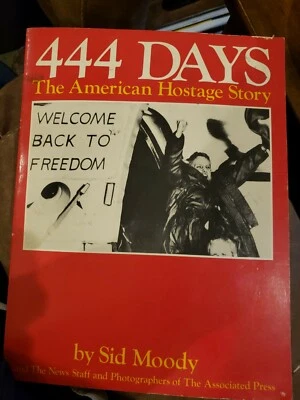 444 DAYS
The American Hostage Story
WELCOME
BACK TO
FREEDOM
by Sid Moody
and The News Staff and Photographers of The Associated Press